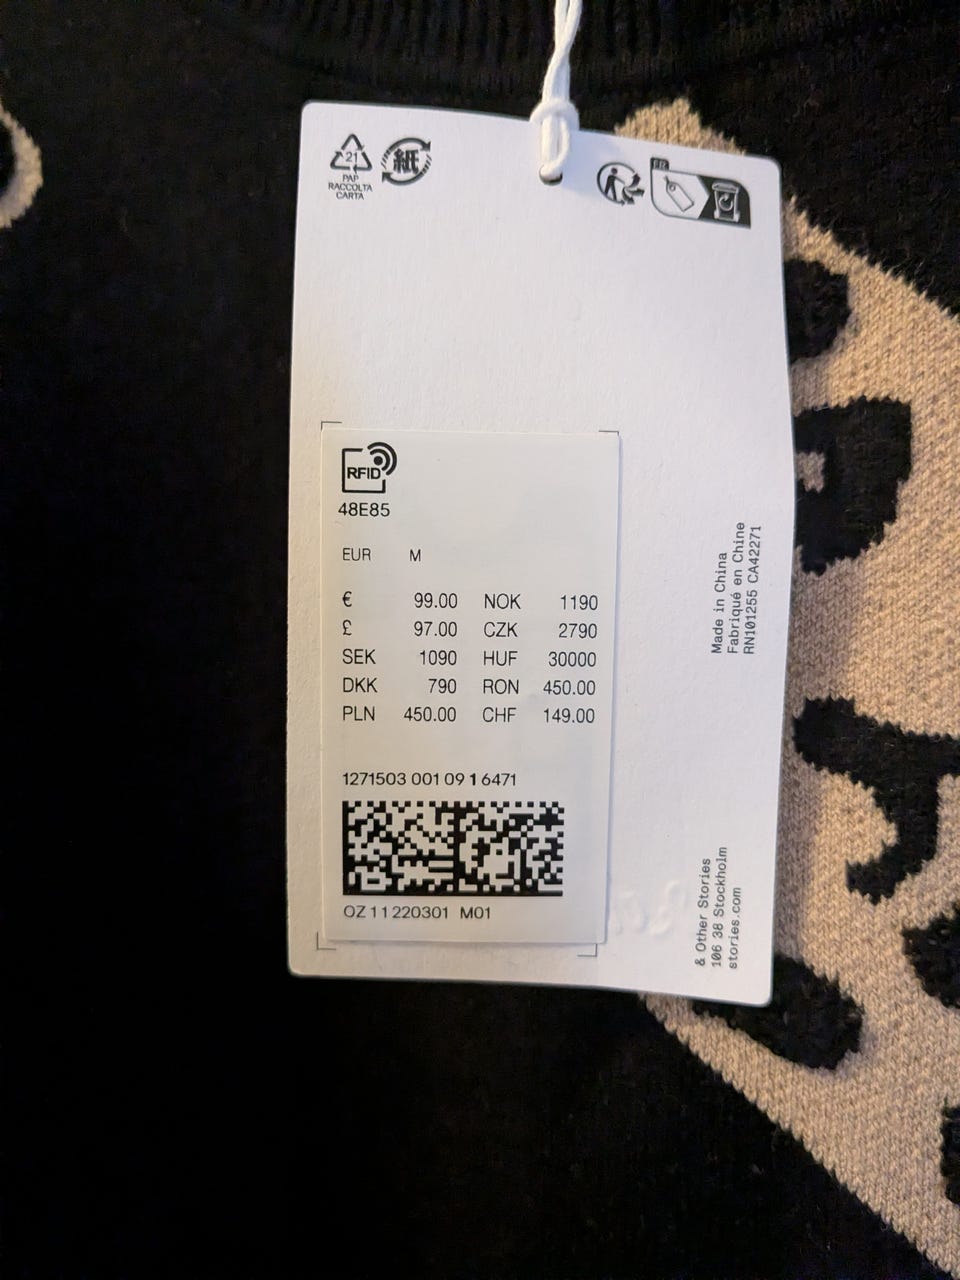 21
PAP
RACCOLTA
CARTA
紙
FR
RFID
48E85
EUR M
€ 99.00 NOK 1190
£ 97.00 CZK 2790
SEK 1090 HUF 30000
DKK 790 RON 450.00
PLN 450.00 CHF 149.00
1271503 001 09 1 6471
OZ 11 220301 M01
Made in China
Fabriqué en Chine
RN101255 CA42271
& Other Stories
106 38 Stockholm
stories.com